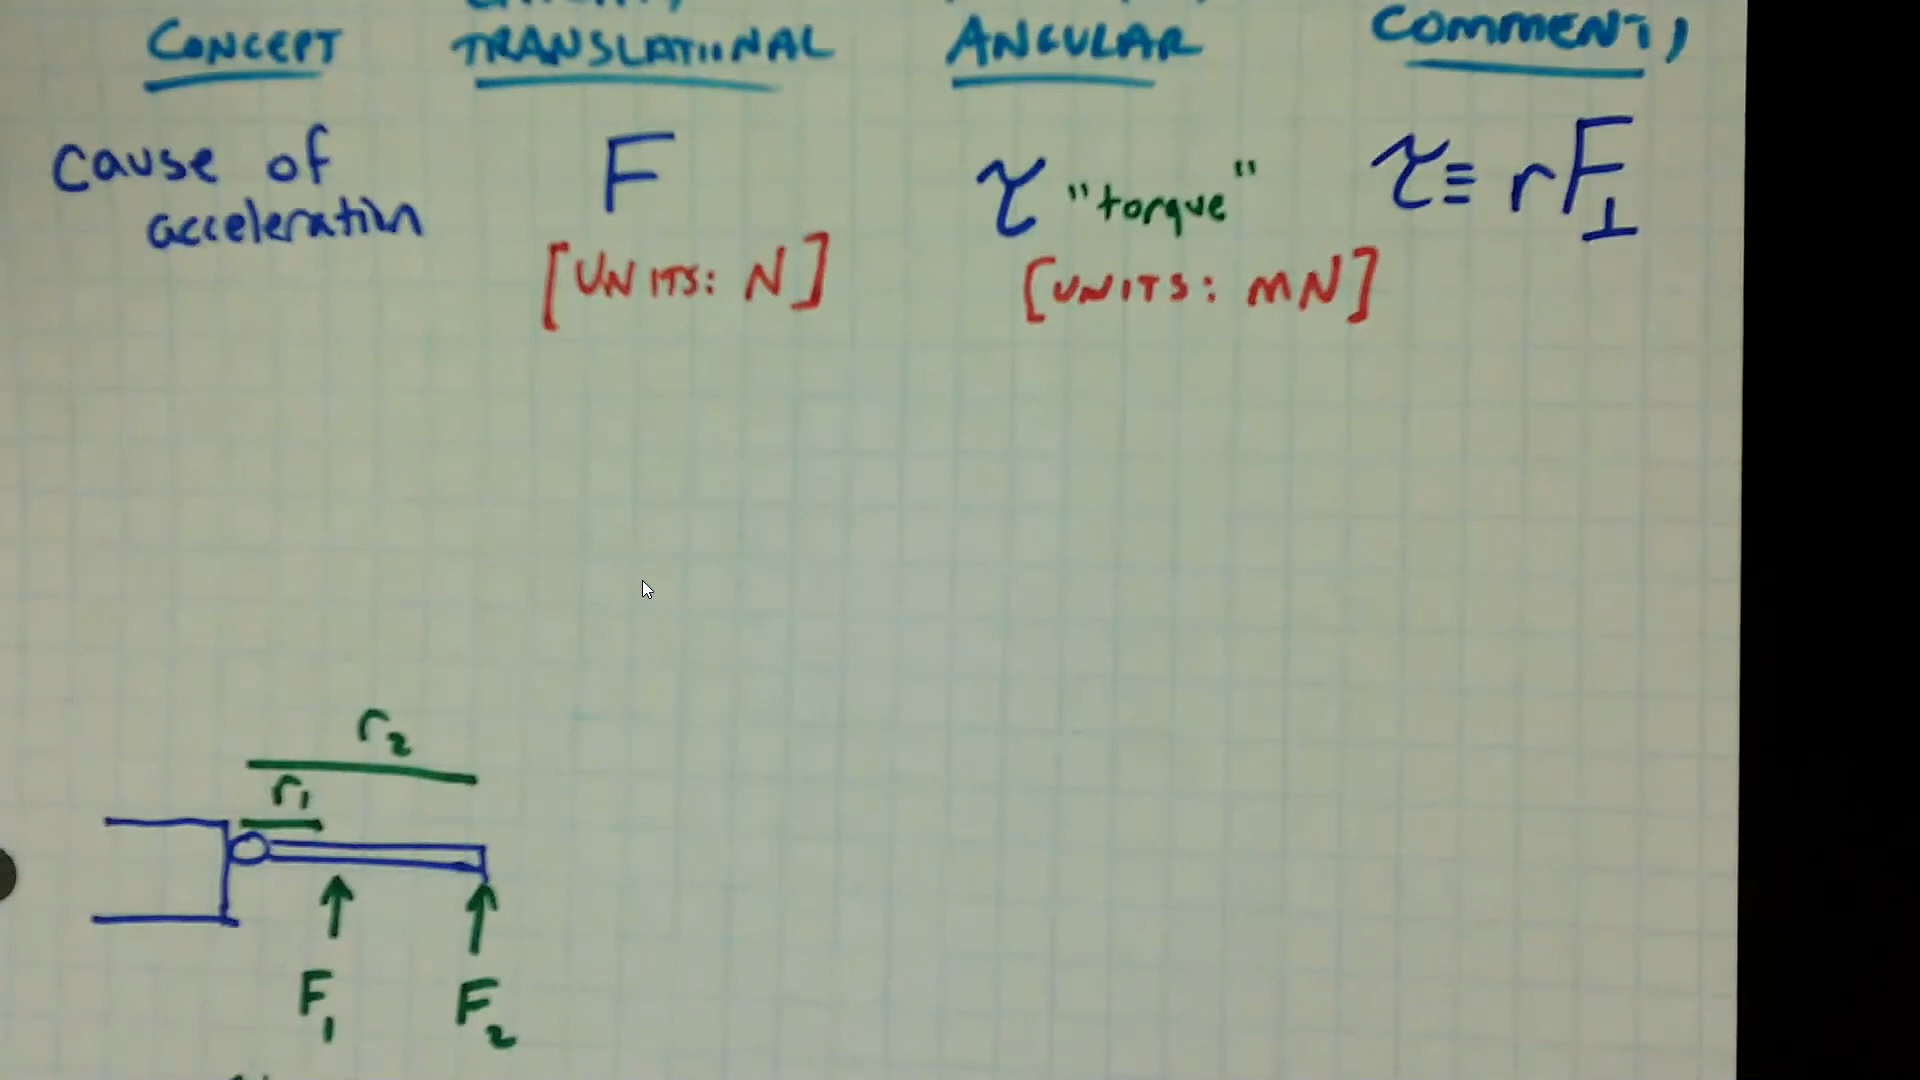 CONCEPT TRANSLATIONAL ANGULAR COMMENTS
cause of acceleration
F
[UNITS: N]
τ "torque"
[UNITS: mN]
τ ≡ rF⊥
r₂
r₁
F₁
F₂